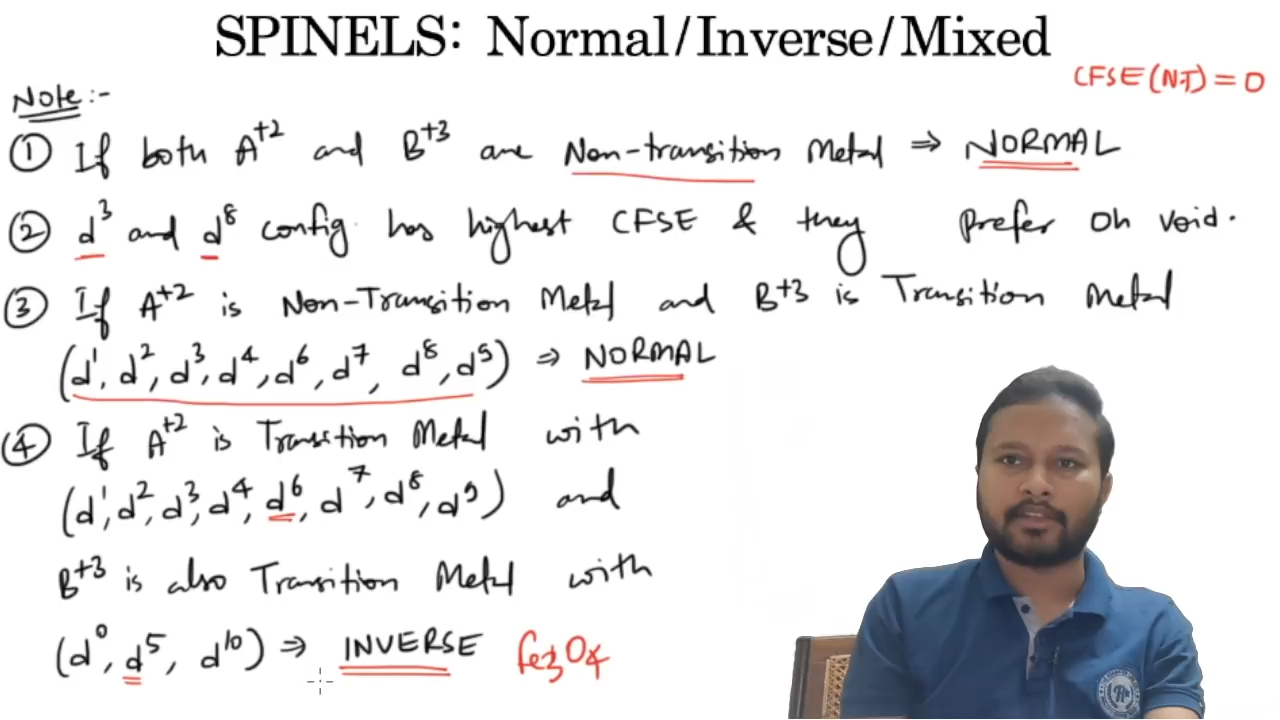 SPINELS: Normal/Inverse/Mixed
CFSE (N.T) = 0
Note:-
① If both A⁺² and B⁺³ are Non-transition Metal ⇒ NORMAL
② d³ and d⁸ config. has highest CFSE & they prefer Oh void.
③ If A⁺² is Non-Transition Metal and B⁺³ is Transition Metal
(d¹, d², d³, d⁴, d⁶, d⁷, d⁸, d⁹) ⇒ NORMAL
④ If A⁺² is Transition Metal with
(d¹, d², d³, d⁴, d⁶, d⁷, d⁸, d⁹) and
B⁺³ is also Transition Metal with
(d⁰, d⁵, d¹⁰) ⇒ INVERSE Fe₃O₄